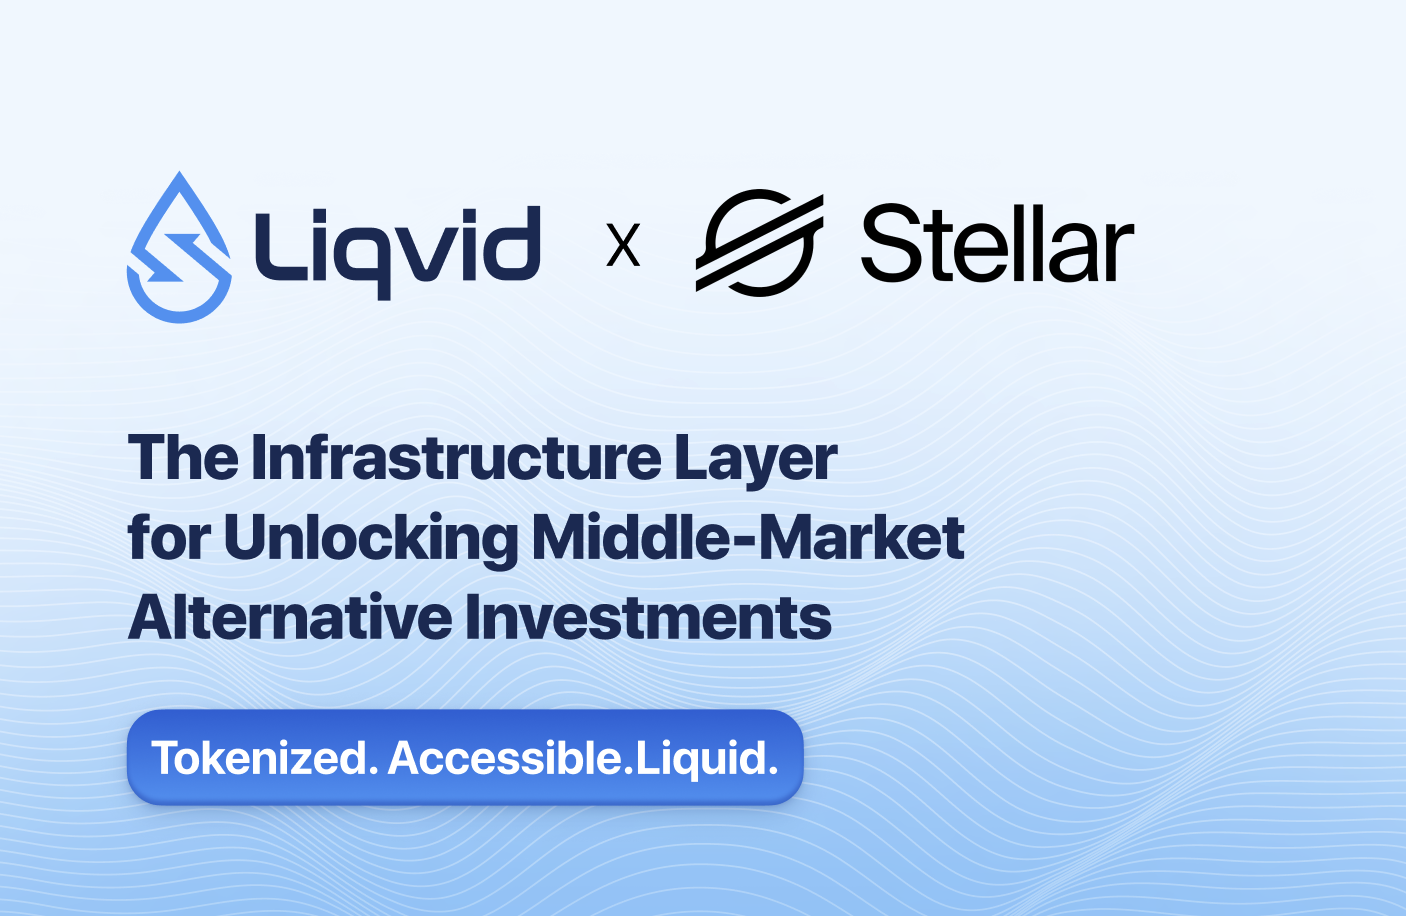 Liqvid x Stellar
The Infrastructure Layer
for Unlocking Middle-Market
Alternative Investments
Tokenized. Accessible.Liquid.